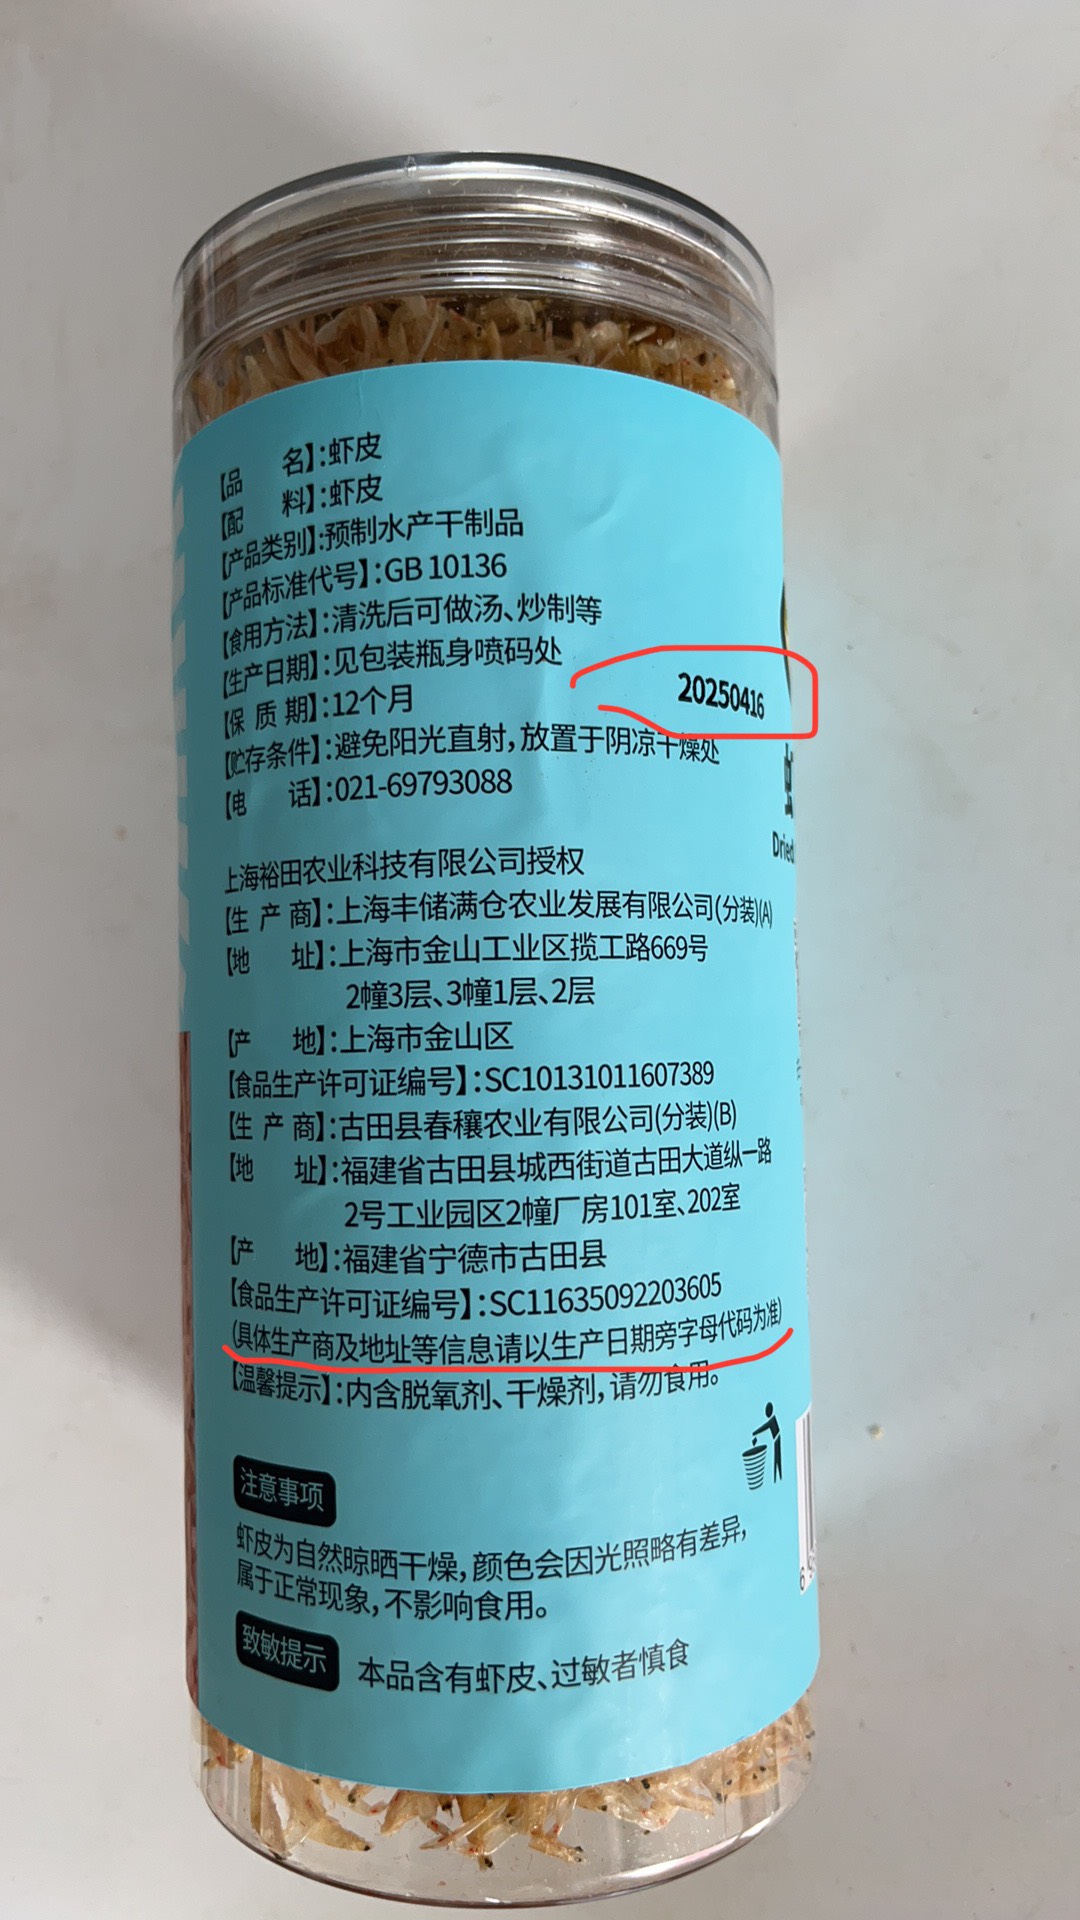 【品 名】:虾皮
【配 料】:虾皮
【产品类别】:预制水产干制品
【产品标准代号】:GB 10136
【食用方法】:清洗后可做汤、炒制等
【生产日期】:见包装瓶身喷码处
20250416
【保 质 期】:12个月
【贮存条件】:避免阳光直射,放置于阴凉干燥处
【电 话】:021-69793088
Dried
上海裕田农业科技有限公司授权
【生 产 商】:上海丰储满仓农业发展有限公司(分装)(A)
【地 址】:上海市金山工业区揽工路669号
2幢3层、3幢1层、2层
【产 地】:上海市金山区
【食品生产许可证编号】:SC10131011607389
【生 产 商】:古田县春穰农业有限公司(分装)(B)
【地 址】:福建省古田县城西街道古田大道纵一路
2号工业园区2幢厂房101室、202室
【产 地】:福建省宁德市古田县
【食品生产许可证编号】:SC11635092203605
(具体生产商及地址等信息请以生产日期旁字母代码为准)
【温馨提示】:内含脱氧剂、干燥剂,请勿食用。
注意事项
虾皮为自然晾晒干燥,颜色会因光照略有差异,
属于正常现象,不影响食用。
致敏提示
本品含有虾皮、过敏者慎食